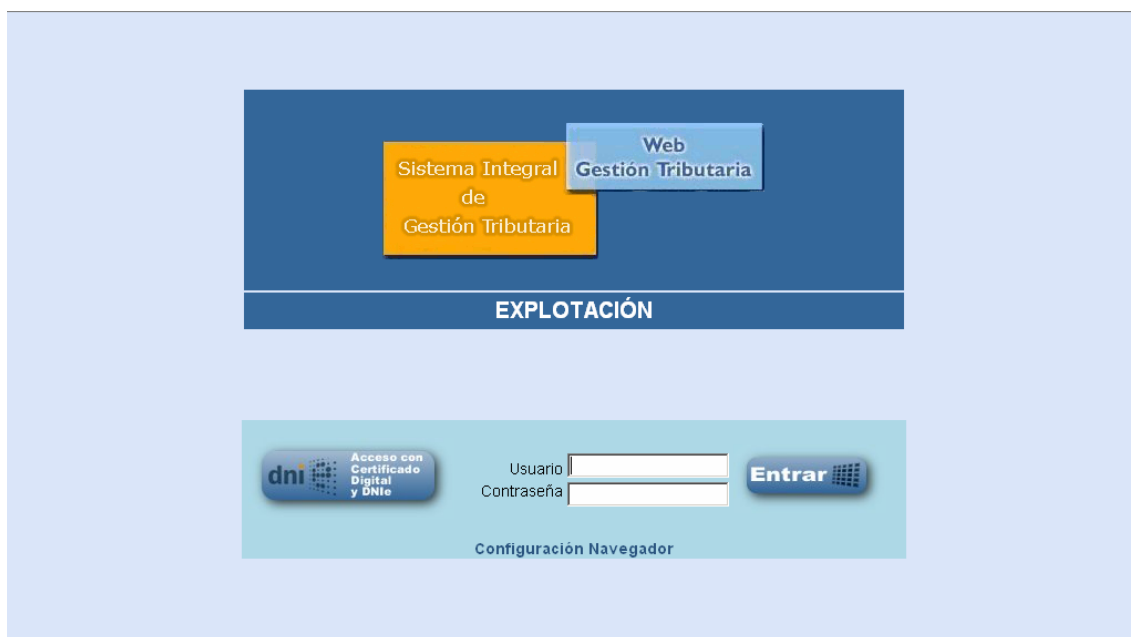 Web
Gestión Tributaria
Sistema Integral
de
Gestión Tributaria
EXPLOTACIÓN
dni
Acceso con
Certificado
Digital
y DNIe
Usuario
Contraseña
Entrar
Configuración Navegador